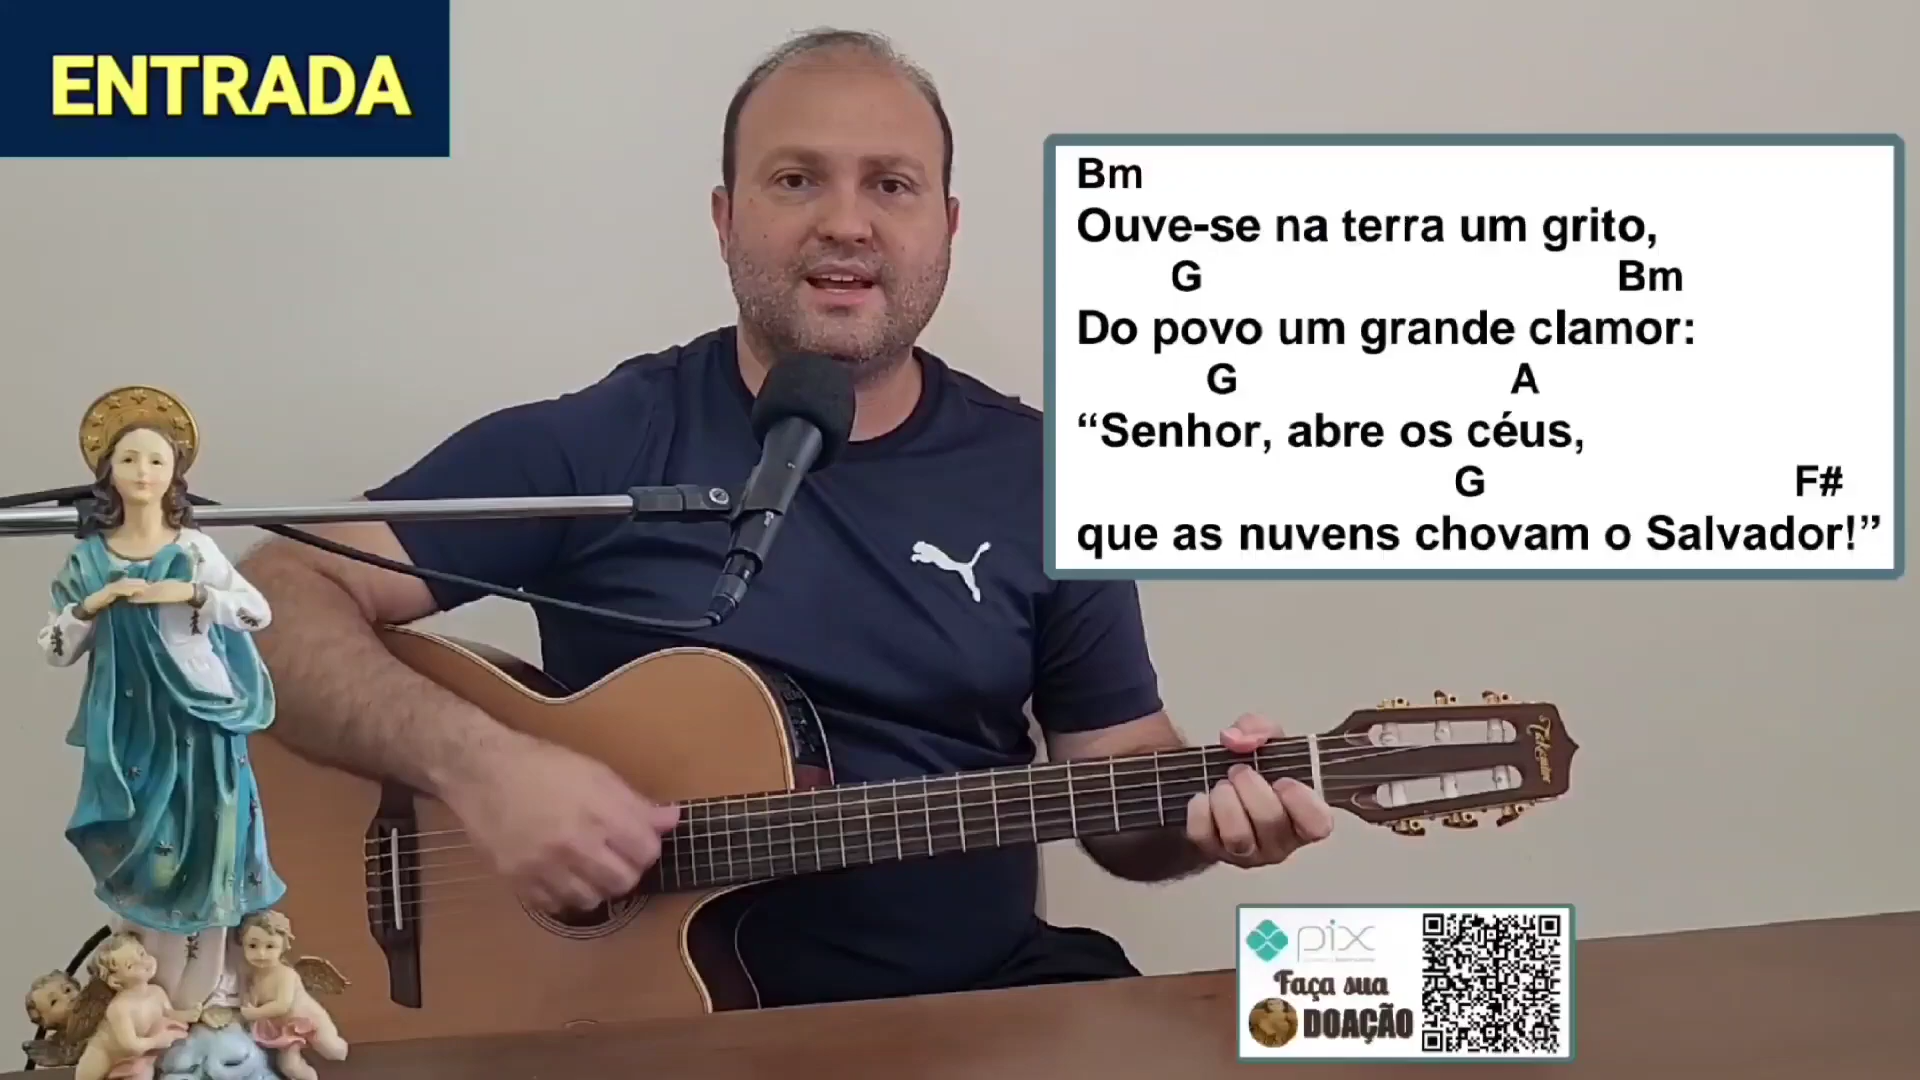 ENTRADA
Bm
Ouve-se na terra um grito,
G Bm
Do povo um grande clamor:
G A
“Senhor, abre os céus,
G F#
que as nuvens chovam o Salvador!”
pix
Faça sua
DOAÇÃO